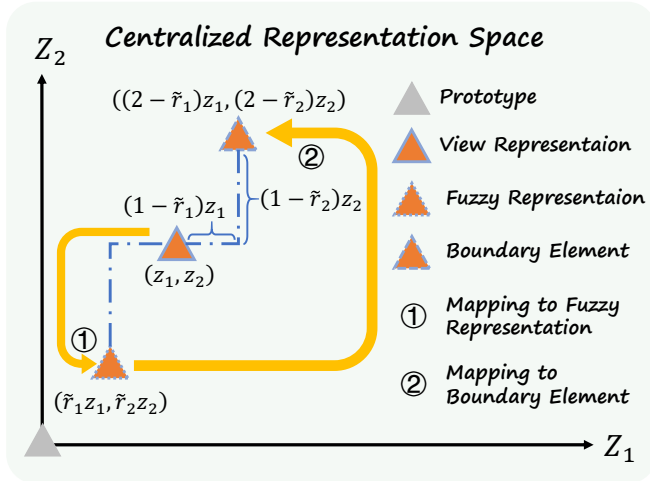 Centralized Representation Space
Z₂
((2 − r̃₁)z₁, (2 − r̃₂)z₂)
②
(1 − r̃₁)z₁
(1 − r̃₂)z₂
(z₁, z₂)
①
(r̃₁z₁, r̃₂z₂)
Z₁
Prototype
View Representaion
Fuzzy Representaion
Boundary Element
① Mapping to Fuzzy
Representation
② Mapping to
Boundary Element